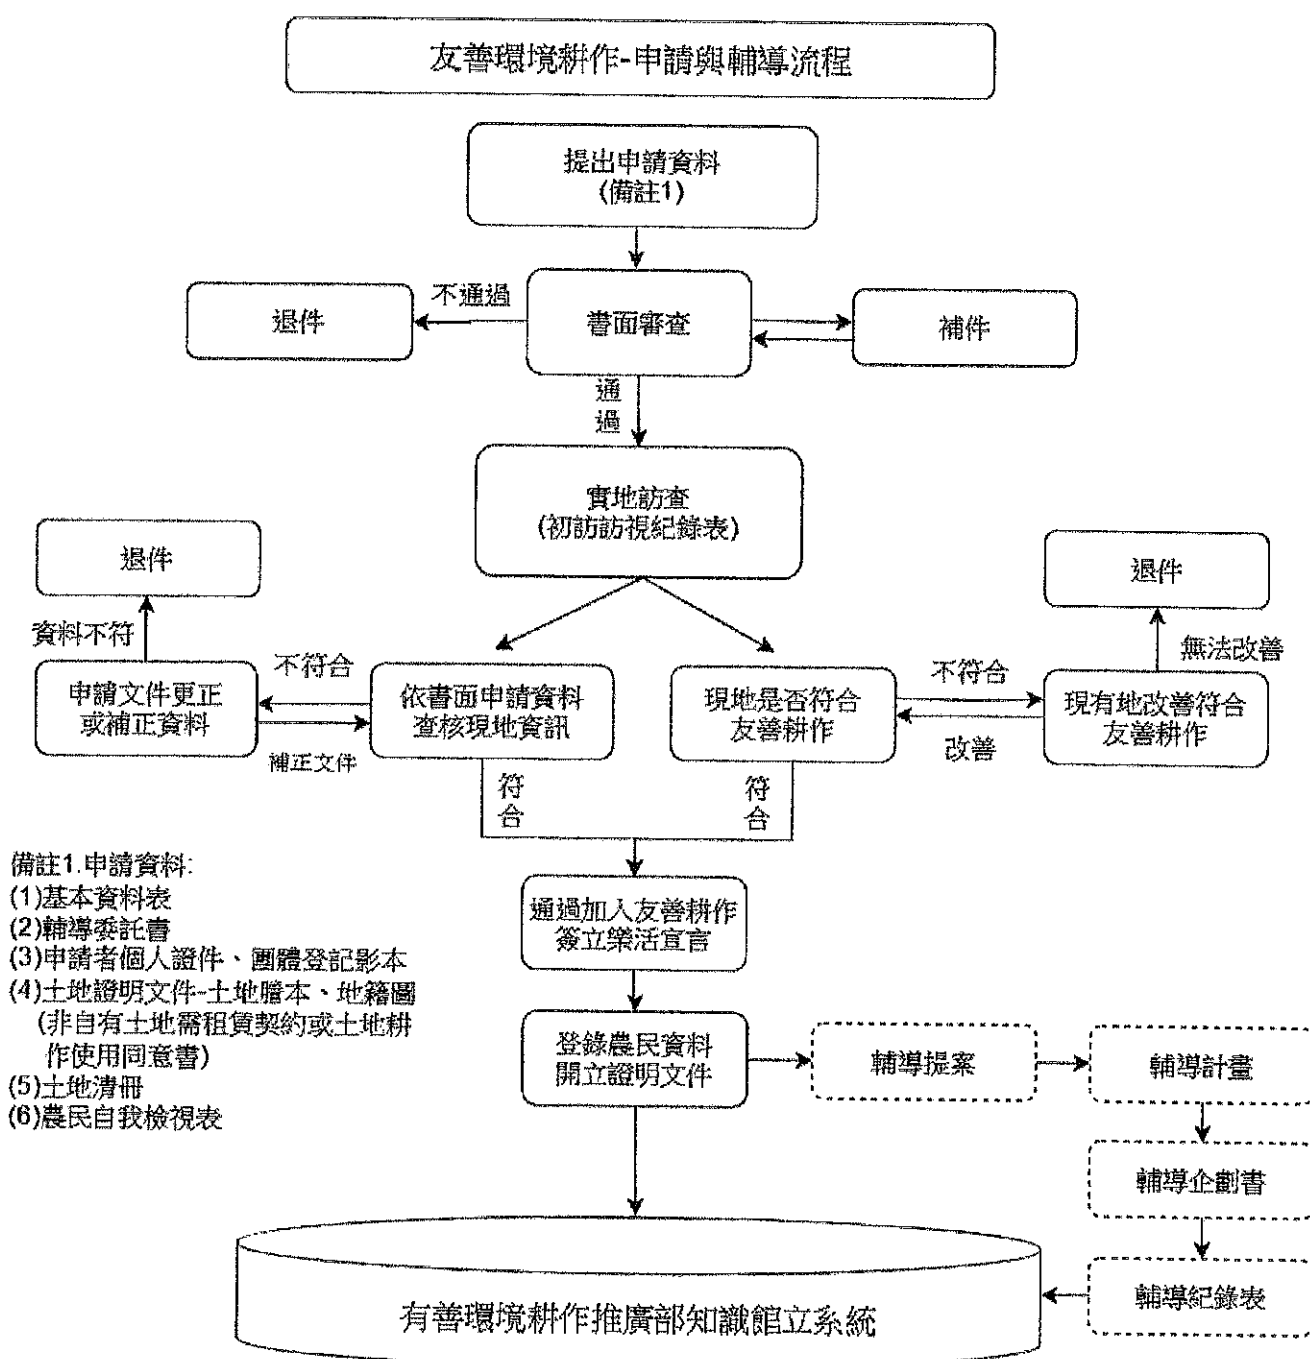 友善環境耕作-申請與輔導流程
提出申請資料
(備註1)
不通過
退件
書面審查
補件
通
過
實地訪查
(初訪訪視紀錄表)
退件
退件
資料不符
無法改善
不符合
不符合
申請文件更正
或補正資料
依書面申請資料
查核現地資訊
現地是否符合
友善耕作
現有地改善符合
友善耕作
補正文件
改善
符
合
符
合
備註1.申請資料:
(1)基本資料表
(2)輔導委託書
(3)申請者個人證件、團體登記影本
(4)土地證明文件-土地謄本、地籍圖
(非自有土地需租賃契約或土地耕
作使用同意書)
(5)土地清冊
(6)農民自我檢視表
通過加入友善耕作
簽立樂活宣言
登錄農民資料
開立證明文件
輔導提案
輔導計畫
輔導企劃書
輔導紀錄表
有善環境耕作推廣部知識館立系統